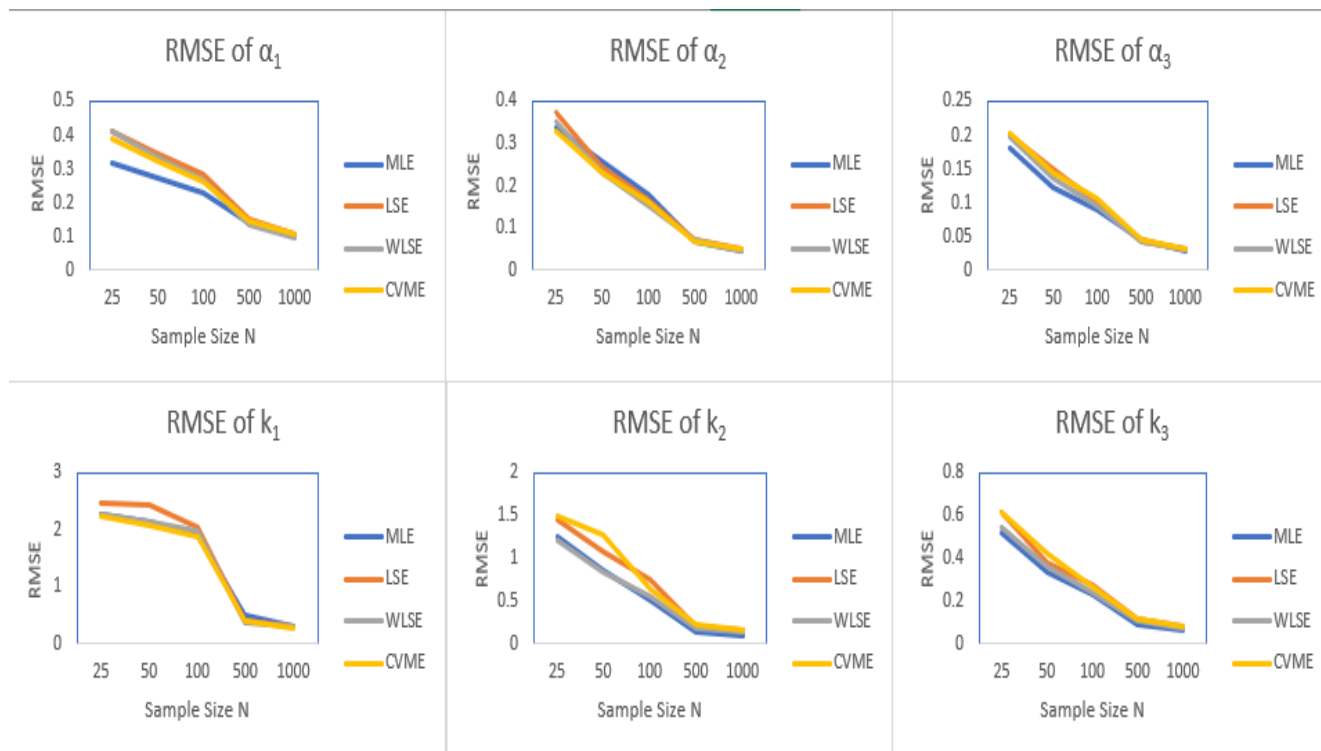 RMSE of α₁
0.5
0.4
0.3
0.2
0.1
0
RMSE
25 50 100 500 1000
Sample Size N
MLE
LSE
WLSE
CVME
RMSE of α₂
0.4
0.3
0.2
0.1
0
RMSE
25 50 100 500 1000
Sample Size N
MLE
LSE
WLSE
CVME
RMSE of α₃
0.25
0.2
0.15
0.1
0.05
0
RMSE
25 50 100 500 1000
Sample Size N
MLE
LSE
WLSE
CVME
RMSE of k₁
3
2
1
0
RMSE
25 50 100 500 1000
Sample Size N
MLE
LSE
WLSE
CVME
RMSE of k₂
2
1.5
1
0.5
0
RMSE
25 50 100 500 1000
Sample Size N
MLE
LSE
WLSE
CVME
RMSE of k₃
0.8
0.6
0.4
0.2
0
RMSE
25 50 100 500 1000
Sample Size N
MLE
LSE
WLSE
CVME